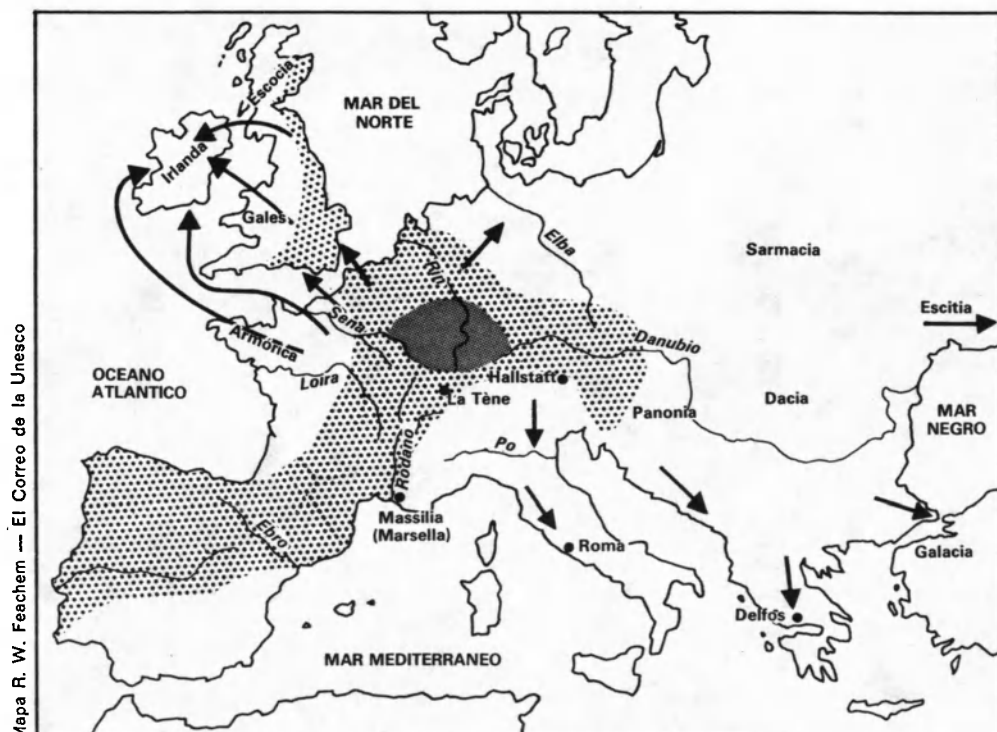 Escocia
MAR DEL
NORTE
Irlanda
Gales
Elba
Rin
Sarmacia
Escitia
Sana
Armórica
Danubio
OCEANO
ATLANTICO
Loira
Hallstatt
La Tène
Panonia
Dacia
MAR
NEGRO
Po
Ródano
Ebro
Massilia
(Marsella)
Roma
Galacia
Delfos
MAR MEDITERRANEO
Mapa R. W. Feachem — El Correo de la Unesco